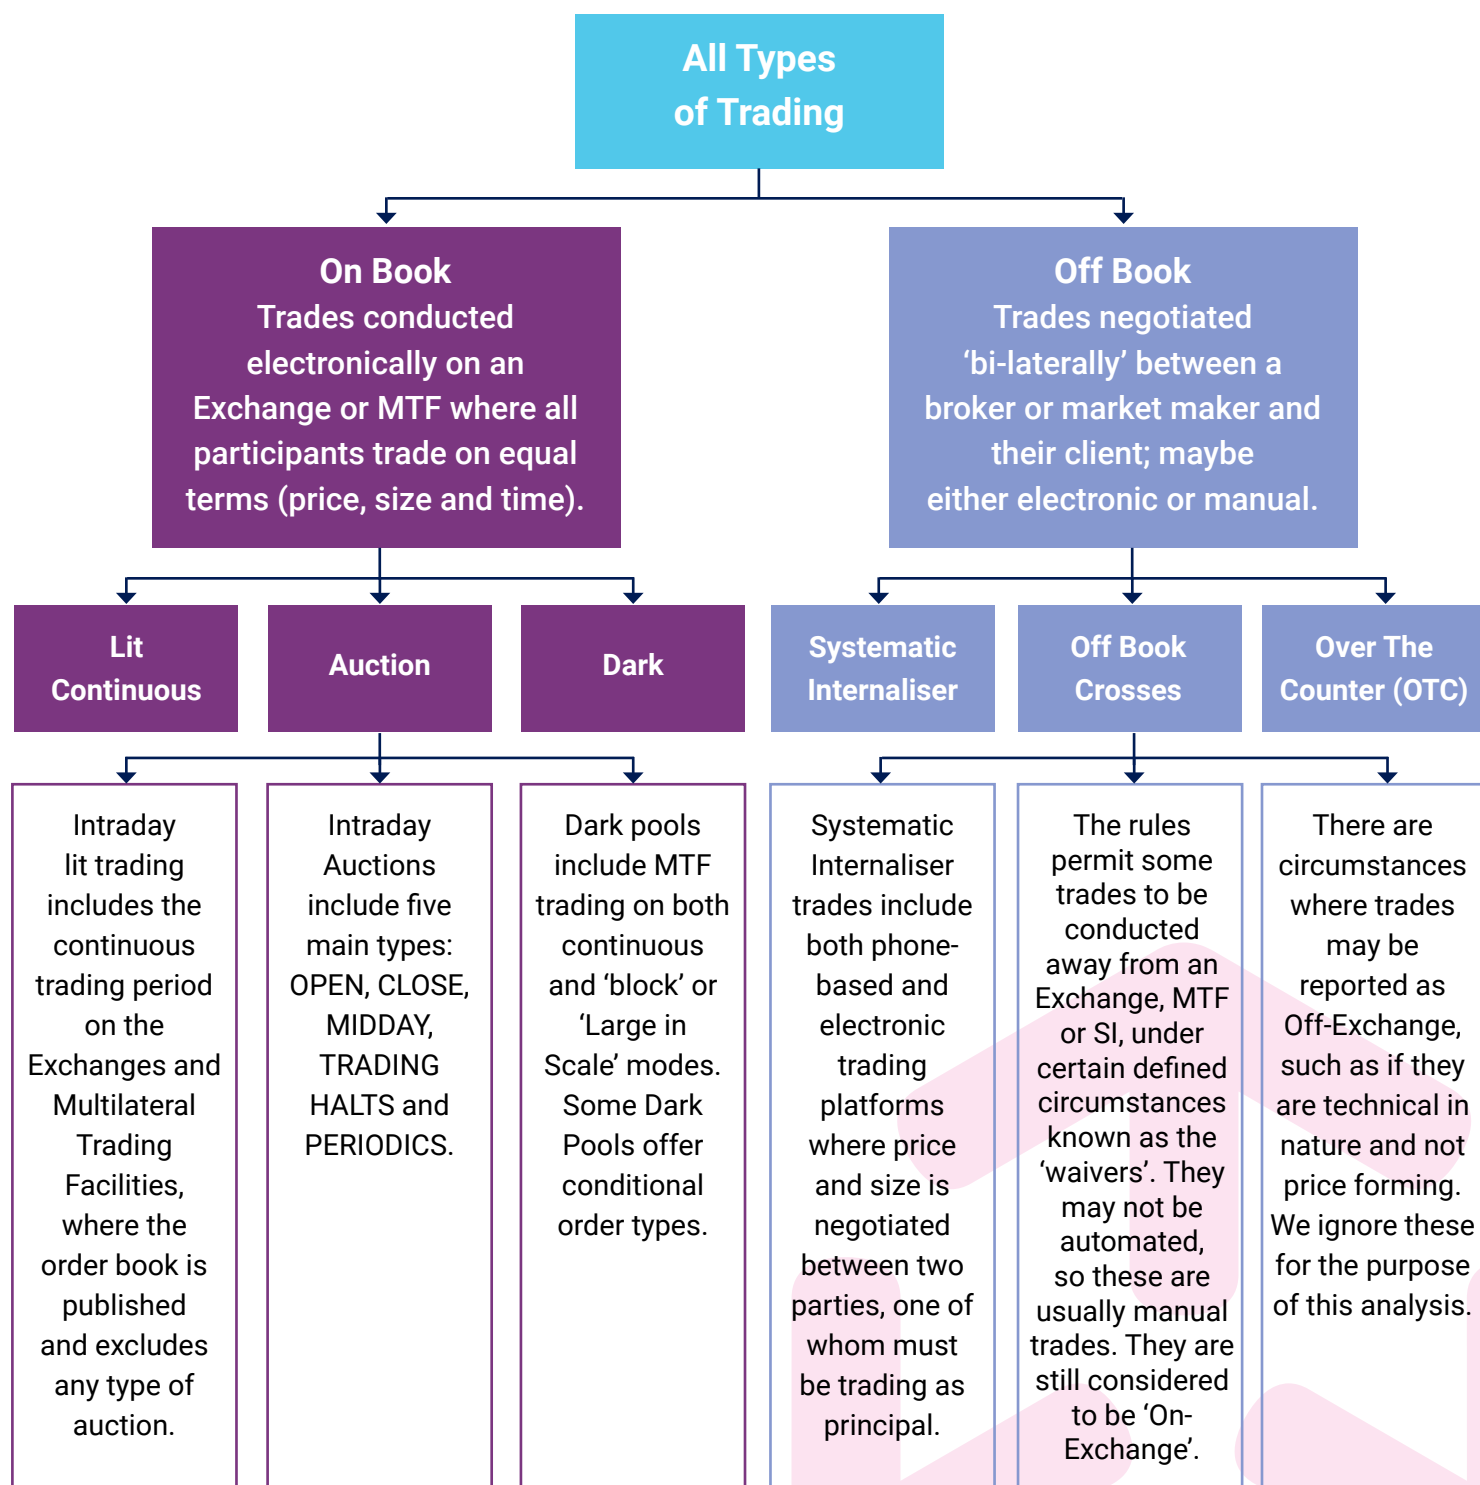 All Types
of Trading
On Book
Trades conducted
electronically on an
Exchange or MTF where all
participants trade on equal
terms (price, size and time).
Off Book
Trades negotiated
‘bi-laterally’ between a
broker or market maker and
their client; maybe
either electronic or manual.
Lit
Continuous
Auction
Dark
Systematic
Internaliser
Off Book
Crosses
Over The
Counter (OTC)
Intraday
lit trading
includes the
continuous
trading period
on the
Exchanges and
Multilateral
Trading
Facilities,
where the
order book is
published
and excludes
any type of
auction.
Intraday
Auctions
include five
main types:
OPEN, CLOSE,
MIDDAY,
TRADING
HALTS and
PERIODICS.
Dark pools
include MTF
trading on both
continuous
and ‘block’ or
‘Large in
Scale’ modes.
Some Dark
Pools offer
conditional
order types.
Systematic
Internaliser
trades include
both phone-
based and
electronic
trading
platforms
where price
and size is
negotiated
between two
parties, one of
whom must
be trading as
principal.
The rules
permit some
trades to be
conducted
away from an
Exchange, MTF
or SI, under
certain defined
circumstances
known as the
‘waivers’. They
may not be
automated,
so these are
usually manual
trades. They are
still considered
to be ‘On-
Exchange’.
There are
circumstances
where trades
may be
reported as
Off-Exchange,
such as if they
are technical in
nature and not
price forming.
We ignore these
for the purpose
of this analysis.